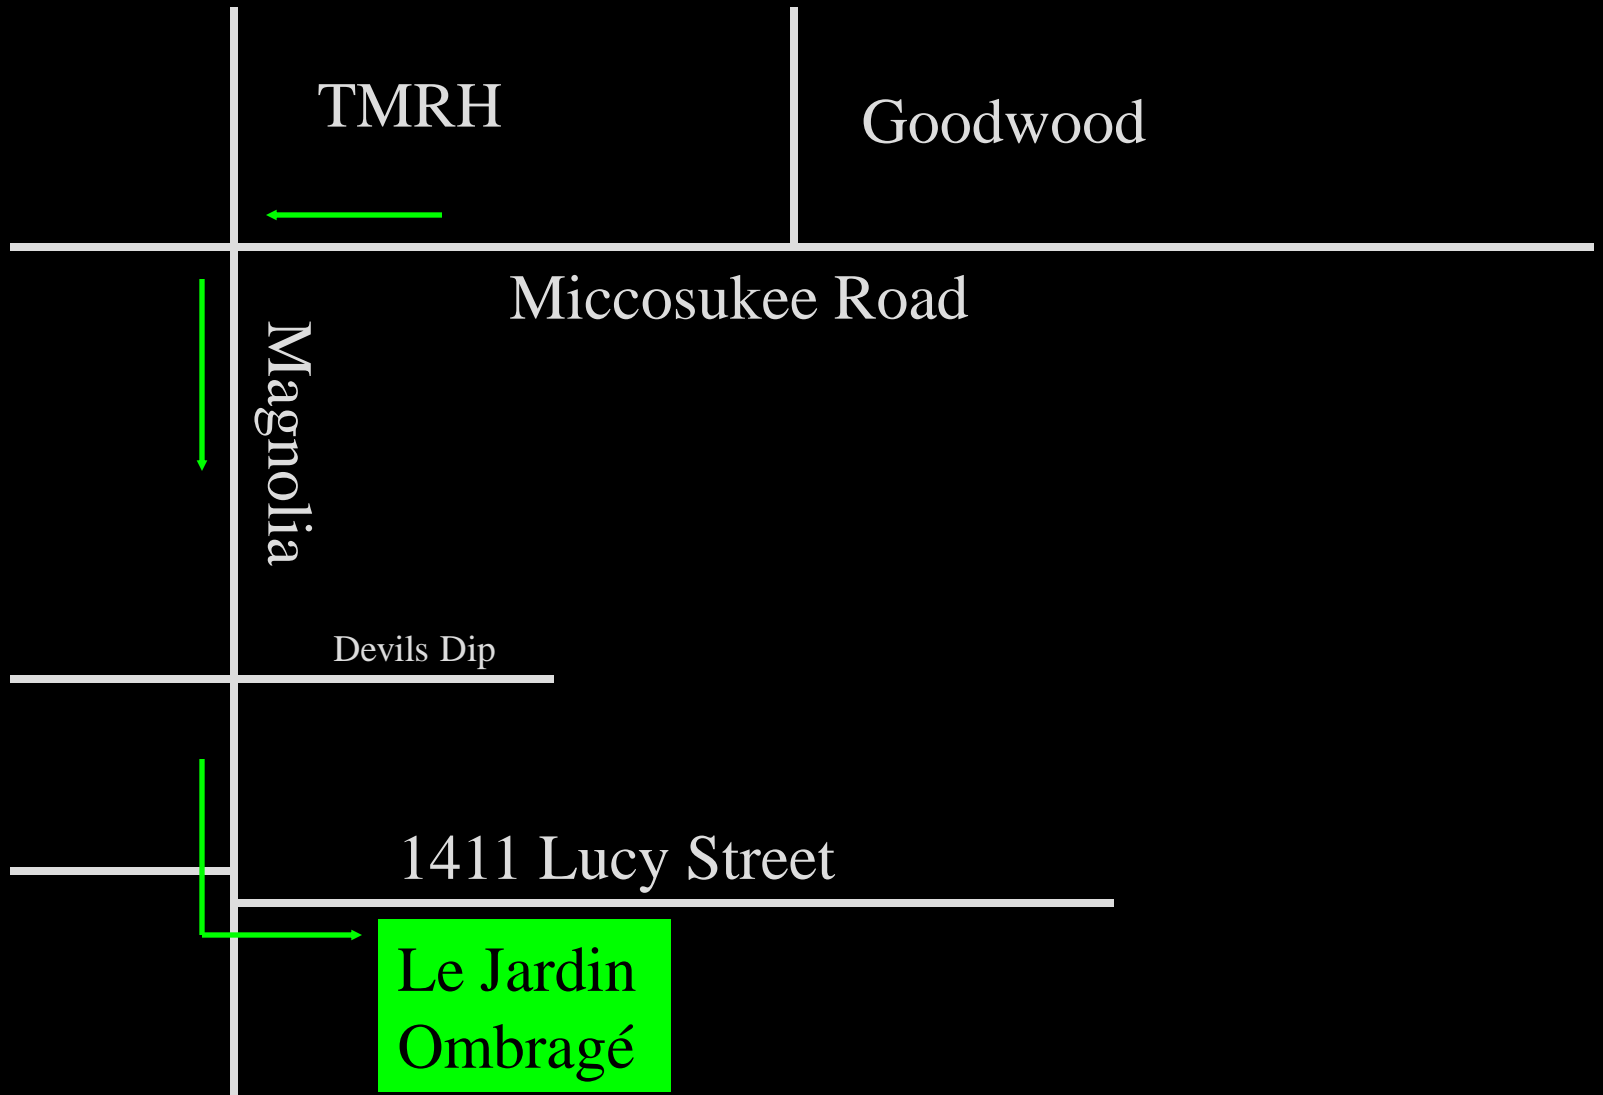 TMRH
Goodwood
Miccosukee Road
Magnolia
Devils Dip
1411 Lucy Street
Le Jardin
Ombragé